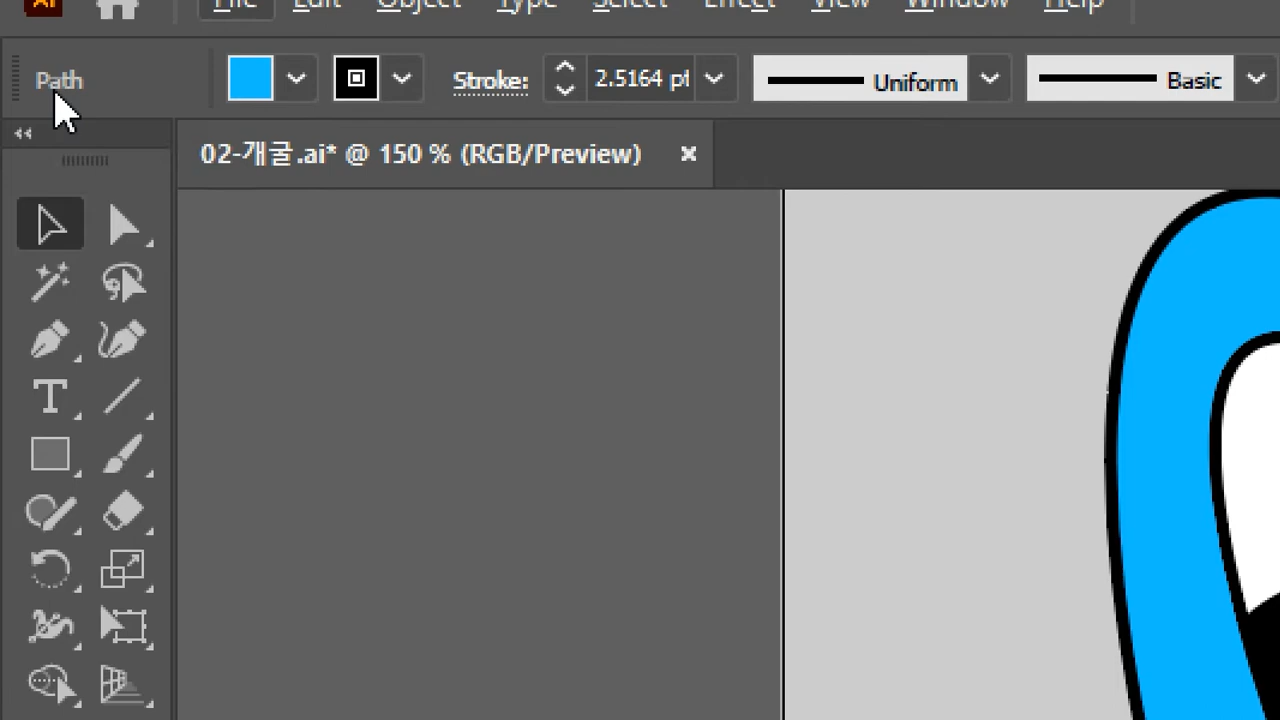 Ai File Edit Object Type Select Effect View Window Help
Path Stroke: 2.5164 pt Uniform Basic
02-개굴.ai* @ 150 % (RGB/Preview)